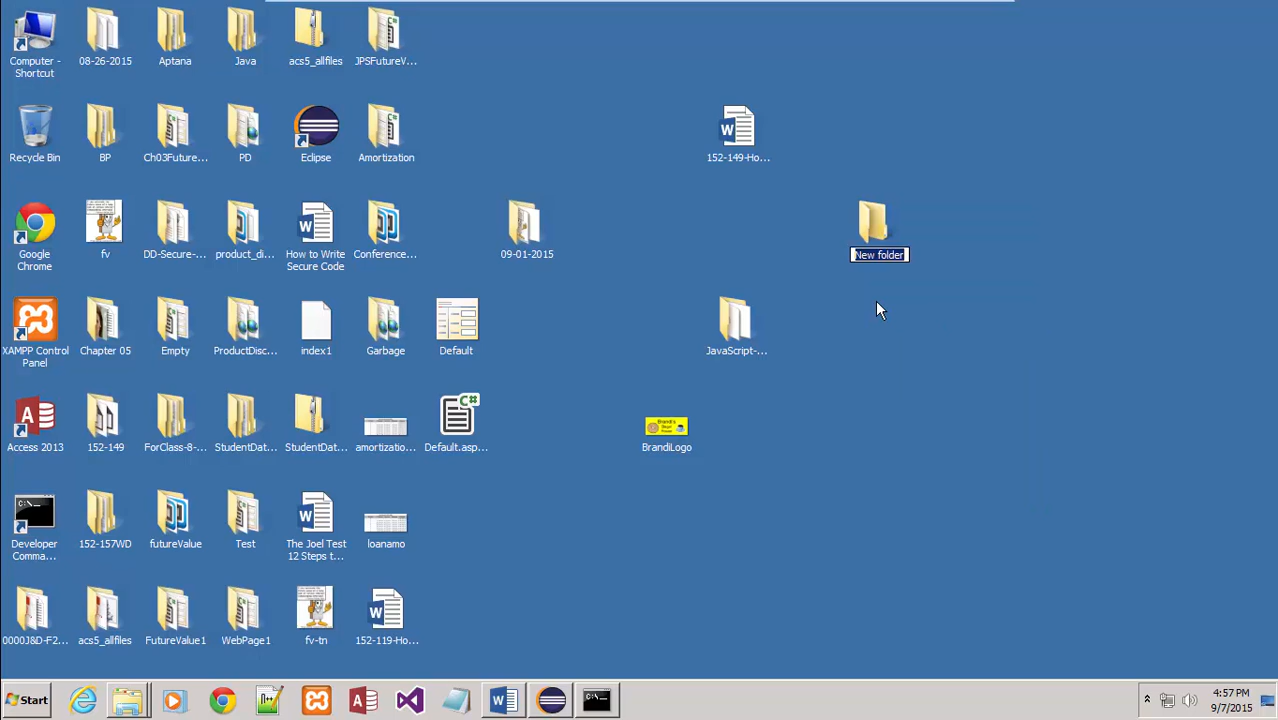 Computer - Shortcut
08-26-2015
Aptana
Java
acs5_allfiles
JPSFutureV...
Recycle Bin
BP
Ch03Future...
PD
Eclipse
Amortization
152-149-Ho...
Google Chrome
fv
DD-Secure-...
product_di...
How to Write Secure Code
Conference...
09-01-2015
New folder
XAMPP Control Panel
Chapter 05
Empty
ProductDisc...
index1
Garbage
Default
JavaScript-...
Access 2013
152-149
ForClass-8-...
StudentDat...
StudentDat...
amortizatio...
Default.asp...
BrandiLogo
Developer Comma...
152-157WD
futureValue
Test
The Joel Test 12 Steps t...
loanamo
0000J&D-F2...
acs5_allfiles
FutureValue1
WebPage1
fv-tn
152-119-Ho...
Start
4:57 PM
9/7/2015